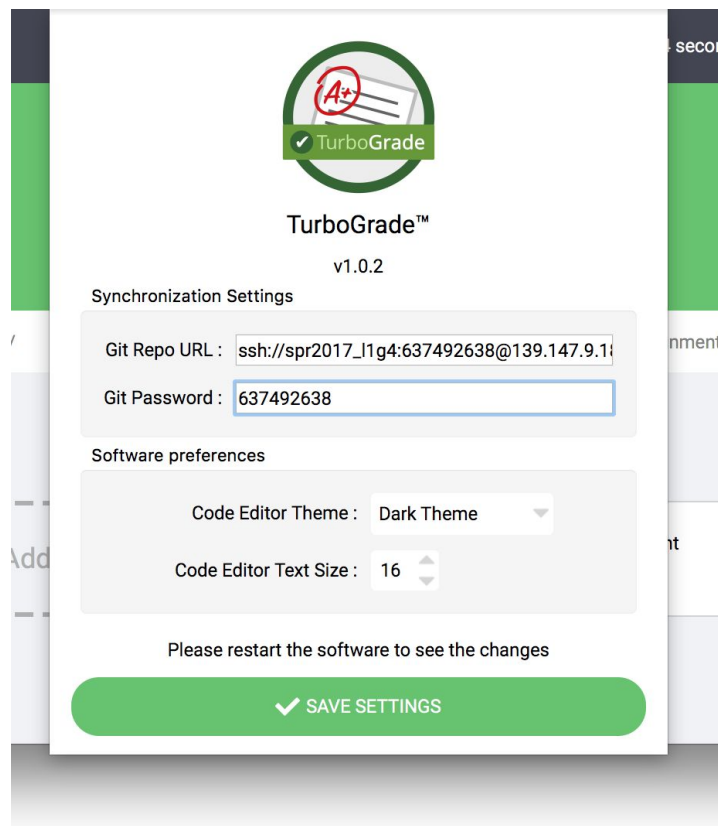 A+
TurboGrade
secon
TurboGrade™
v1.0.2
Synchronization Settings
Git Repo URL : ssh://spr2017_l1g4:637492638@139.147.9.18
nment
Git Password : 637492638
Software preferences
Code Editor Theme : Dark Theme
nt
Add
Code Editor Text Size : 16
Please restart the software to see the changes
SAVE SETTINGS